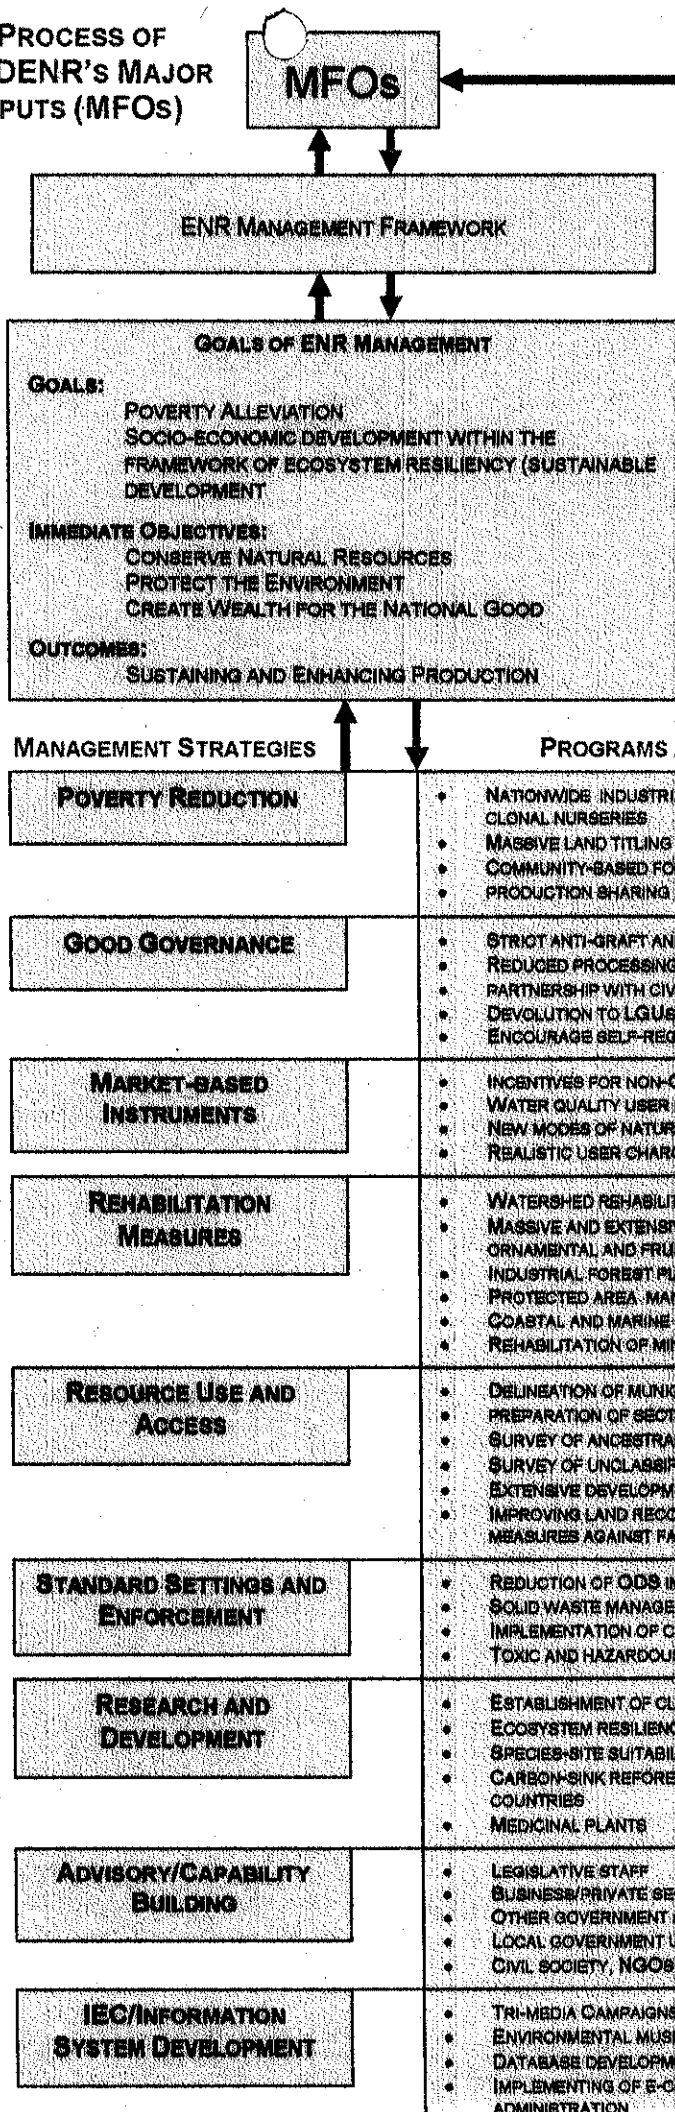 PROCESS OF
DENR'S MAJOR
PUTS (MFOS)
MFOs
ENR MANAGEMENT FRAMEWORK
GOALS OF ENR MANAGEMENT
GOALS:
POVERTY ALLEVIATION
SOCIO-ECONOMIC DEVELOPMENT WITHIN THE
FRAMEWORK OF ECOSYSTEM RESILIENCY (SUSTAINABLE
DEVELOPMENT
IMMEDIATE OBJECTIVES:
CONSERVE NATURAL RESOURCES
PROTECT THE ENVIRONMENT
CREATE WEALTH FOR THE NATIONAL GOOD
OUTCOMES:
SUSTAINING AND ENHANCING PRODUCTION
MANAGEMENT STRATEGIES
PROGRAMS
POVERTY REDUCTION
• NATIONWIDE INDUSTRI
CLONAL NURSERIES
• MASSIVE LAND TITLING
• COMMUNITY-BASED FO
• PRODUCTION SHARING
GOOD GOVERNANCE
• STRICT ANTI-GRAFT AN
• REDUCED PROCESSING
• PARTNERSHIP WITH CIV
• DEVOLUTION TO LGUS
• ENCOURAGE SELF-REG
MARKET-BASED
INSTRUMENTS
• INCENTIVES FOR NON-
• WATER QUALITY USER
• NEW MODES OF NATUR
• REALISTIC USER CHARG
REHABILITATION
MEASURES
• WATERSHED REHABILIT
• MASSIVE AND EXTENSIV
ORNAMENTAL AND FRUI
• INDUSTRIAL FOREST PL
• PROTECTED AREA MAN
• COASTAL AND MARINE
• REHABILITATION OF MIN
RESOURCE USE AND
ACCESS
• DELINEATION OF MUNIC
• PREPARATION OF SECT
• SURVEY OF ANCESTRA
• SURVEY OF UNCLASSIF
• EXTENSIVE DEVELOPM
• IMPROVING LAND RECO
MEASURES AGAINST FA
STANDARD SETTINGS AND
ENFORCEMENT
• REDUCTION OF ODS IM
• SOLID WASTE MANAGE
• IMPLEMENTATION OF C
• TOXIC AND HAZARDOU
RESEARCH AND
DEVELOPMENT
• ESTABLISHMENT OF CL
• ECOSYSTEM RESILIENC
• SPECIES-SITE SUITABIL
• CARBON-SINK REFORE
COUNTRIES
• MEDICINAL PLANTS
ADVISORY/CAPABILITY
BUILDING
• LEGISLATIVE STAFF
• BUSINESS/PRIVATE SE
• OTHER GOVERNMENT
• LOCAL GOVERNMENT U
• CIVIL SOCIETY, NGOS
IEC/INFORMATION
SYSTEM DEVELOPMENT
• TRI-MEDIA CAMPAIGNS
• ENVIRONMENTAL MUSE
• DATABASE DEVELOPM
• IMPLEMENTING OF E-C
ADMINISTRATION